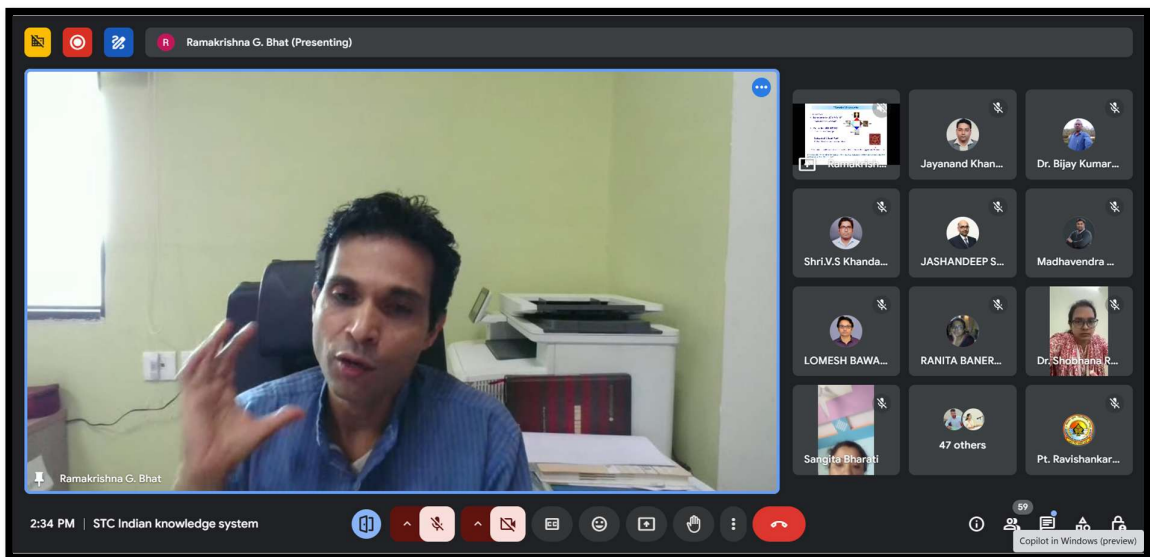 R Ramakrishna G. Bhat (Presenting)
Ramakrish...
Jayanand Khan...
Dr. Bijay Kumar...
Shri.V.S Khanda...
JASHANDEEP S...
Madhavendra ...
LOMESH BAWA...
RANITA BANER...
Dr. Shobhana R...
Sangita Bharati
47 others
Pt. Ravishankar...
Ramakrishna G. Bhat
2:34 PM | STC Indian knowledge system
CC
59
Copilot in Windows (preview)